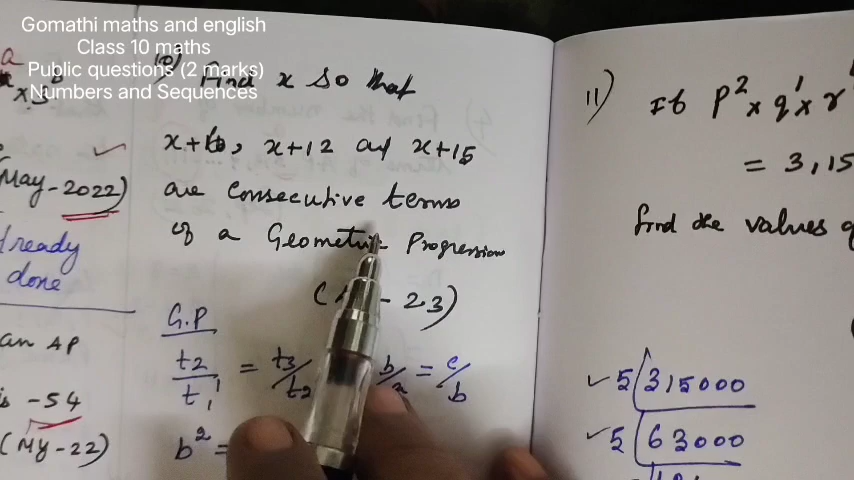 Gomathi maths and english
Class 10 maths
Public questions (2 marks)
Numbers and Sequences
10) Find x so that
x+6, x+12 and x+15
are consecutive terms
of a Geometric Progression
- 23)
G.P
t2/t1 = t3/t2 b/a = c/b
b² =
(May-2022)
Already
done
an AP
is -54
(My-22)
11) If p² x q¹ x r
= 3,15
find the values
5 315000
5 63000